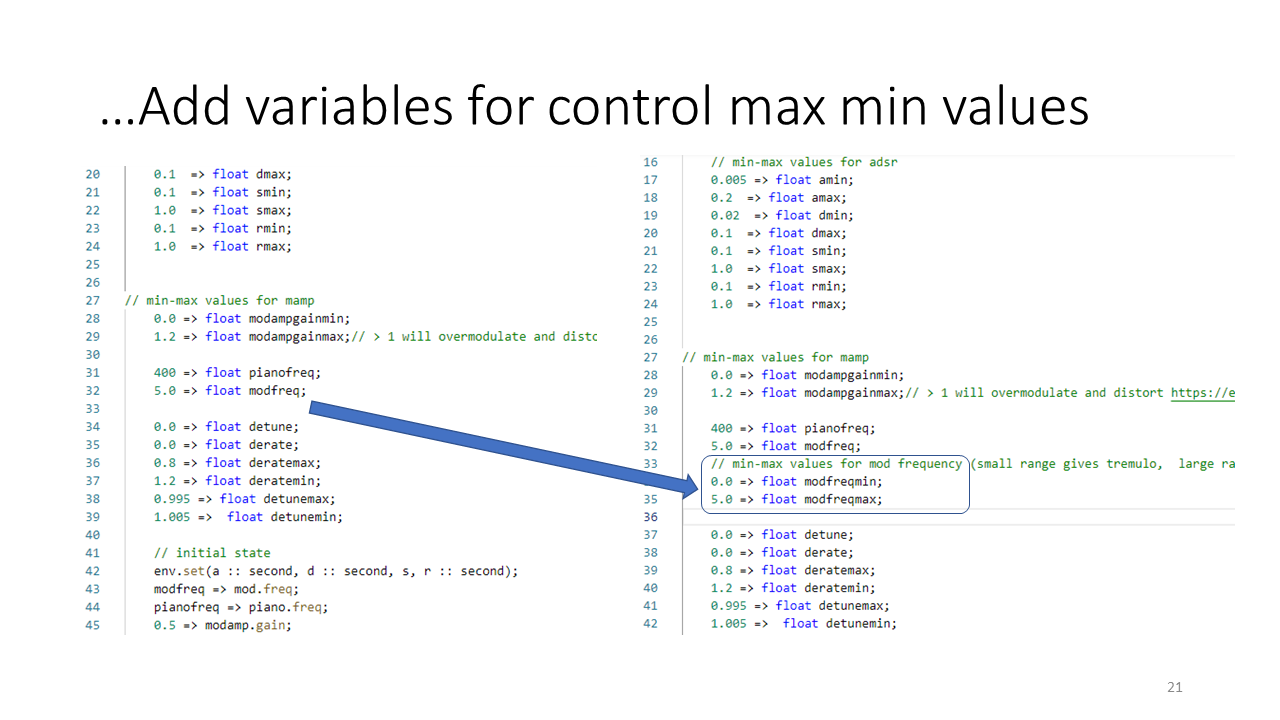 ...Add variables for control max min values
20 0.1 => float dmax;
21 0.1 => float smin;
22 1.0 => float smax;
23 0.1 => float rmin;
24 1.0 => float rmax;
25
26
27 // min-max values for mamp
28 0.0 => float modampgainmin;
29 1.2 => float modampgainmax;// > 1 will overmodulate and distc
30
31 400 => float pianofreq;
32 5.0 => float modfreq;
33
34 0.0 => float detune;
35 0.0 => float derate;
36 0.8 => float deratemax;
37 1.2 => float deratemin;
38 0.995 => float detunemax;
39 1.005 => float detunemin;
40
41 // initial state
42 env.set(a :: second, d :: second, s, r :: second);
43 modfreq => mod.freq;
44 pianofreq => piano.freq;
45 0.5 => modamp.gain;
16 // min-max values for adsr
17 0.005 => float amin;
18 0.2 => float amax;
19 0.02 => float dmin;
20 0.1 => float dmax;
21 0.1 => float smin;
22 1.0 => float smax;
23 0.1 => float rmin;
24 1.0 => float rmax;
25
26
27 // min-max values for mamp
28 0.0 => float modampgainmin;
29 1.2 => float modampgainmax;// > 1 will overmodulate and distort https://e
30
31 400 => float pianofreq;
32 5.0 => float modfreq;
33 // min-max values for mod frequency (small range gives tremulo, large ra
0.0 => float modfreqmin;
35 5.0 => float modfreqmax;
36
37 0.0 => float detune;
38 0.0 => float derate;
39 0.8 => float deratemax;
40 1.2 => float deratemin;
41 0.995 => float detunemax;
42 1.005 => float detunemin;
21